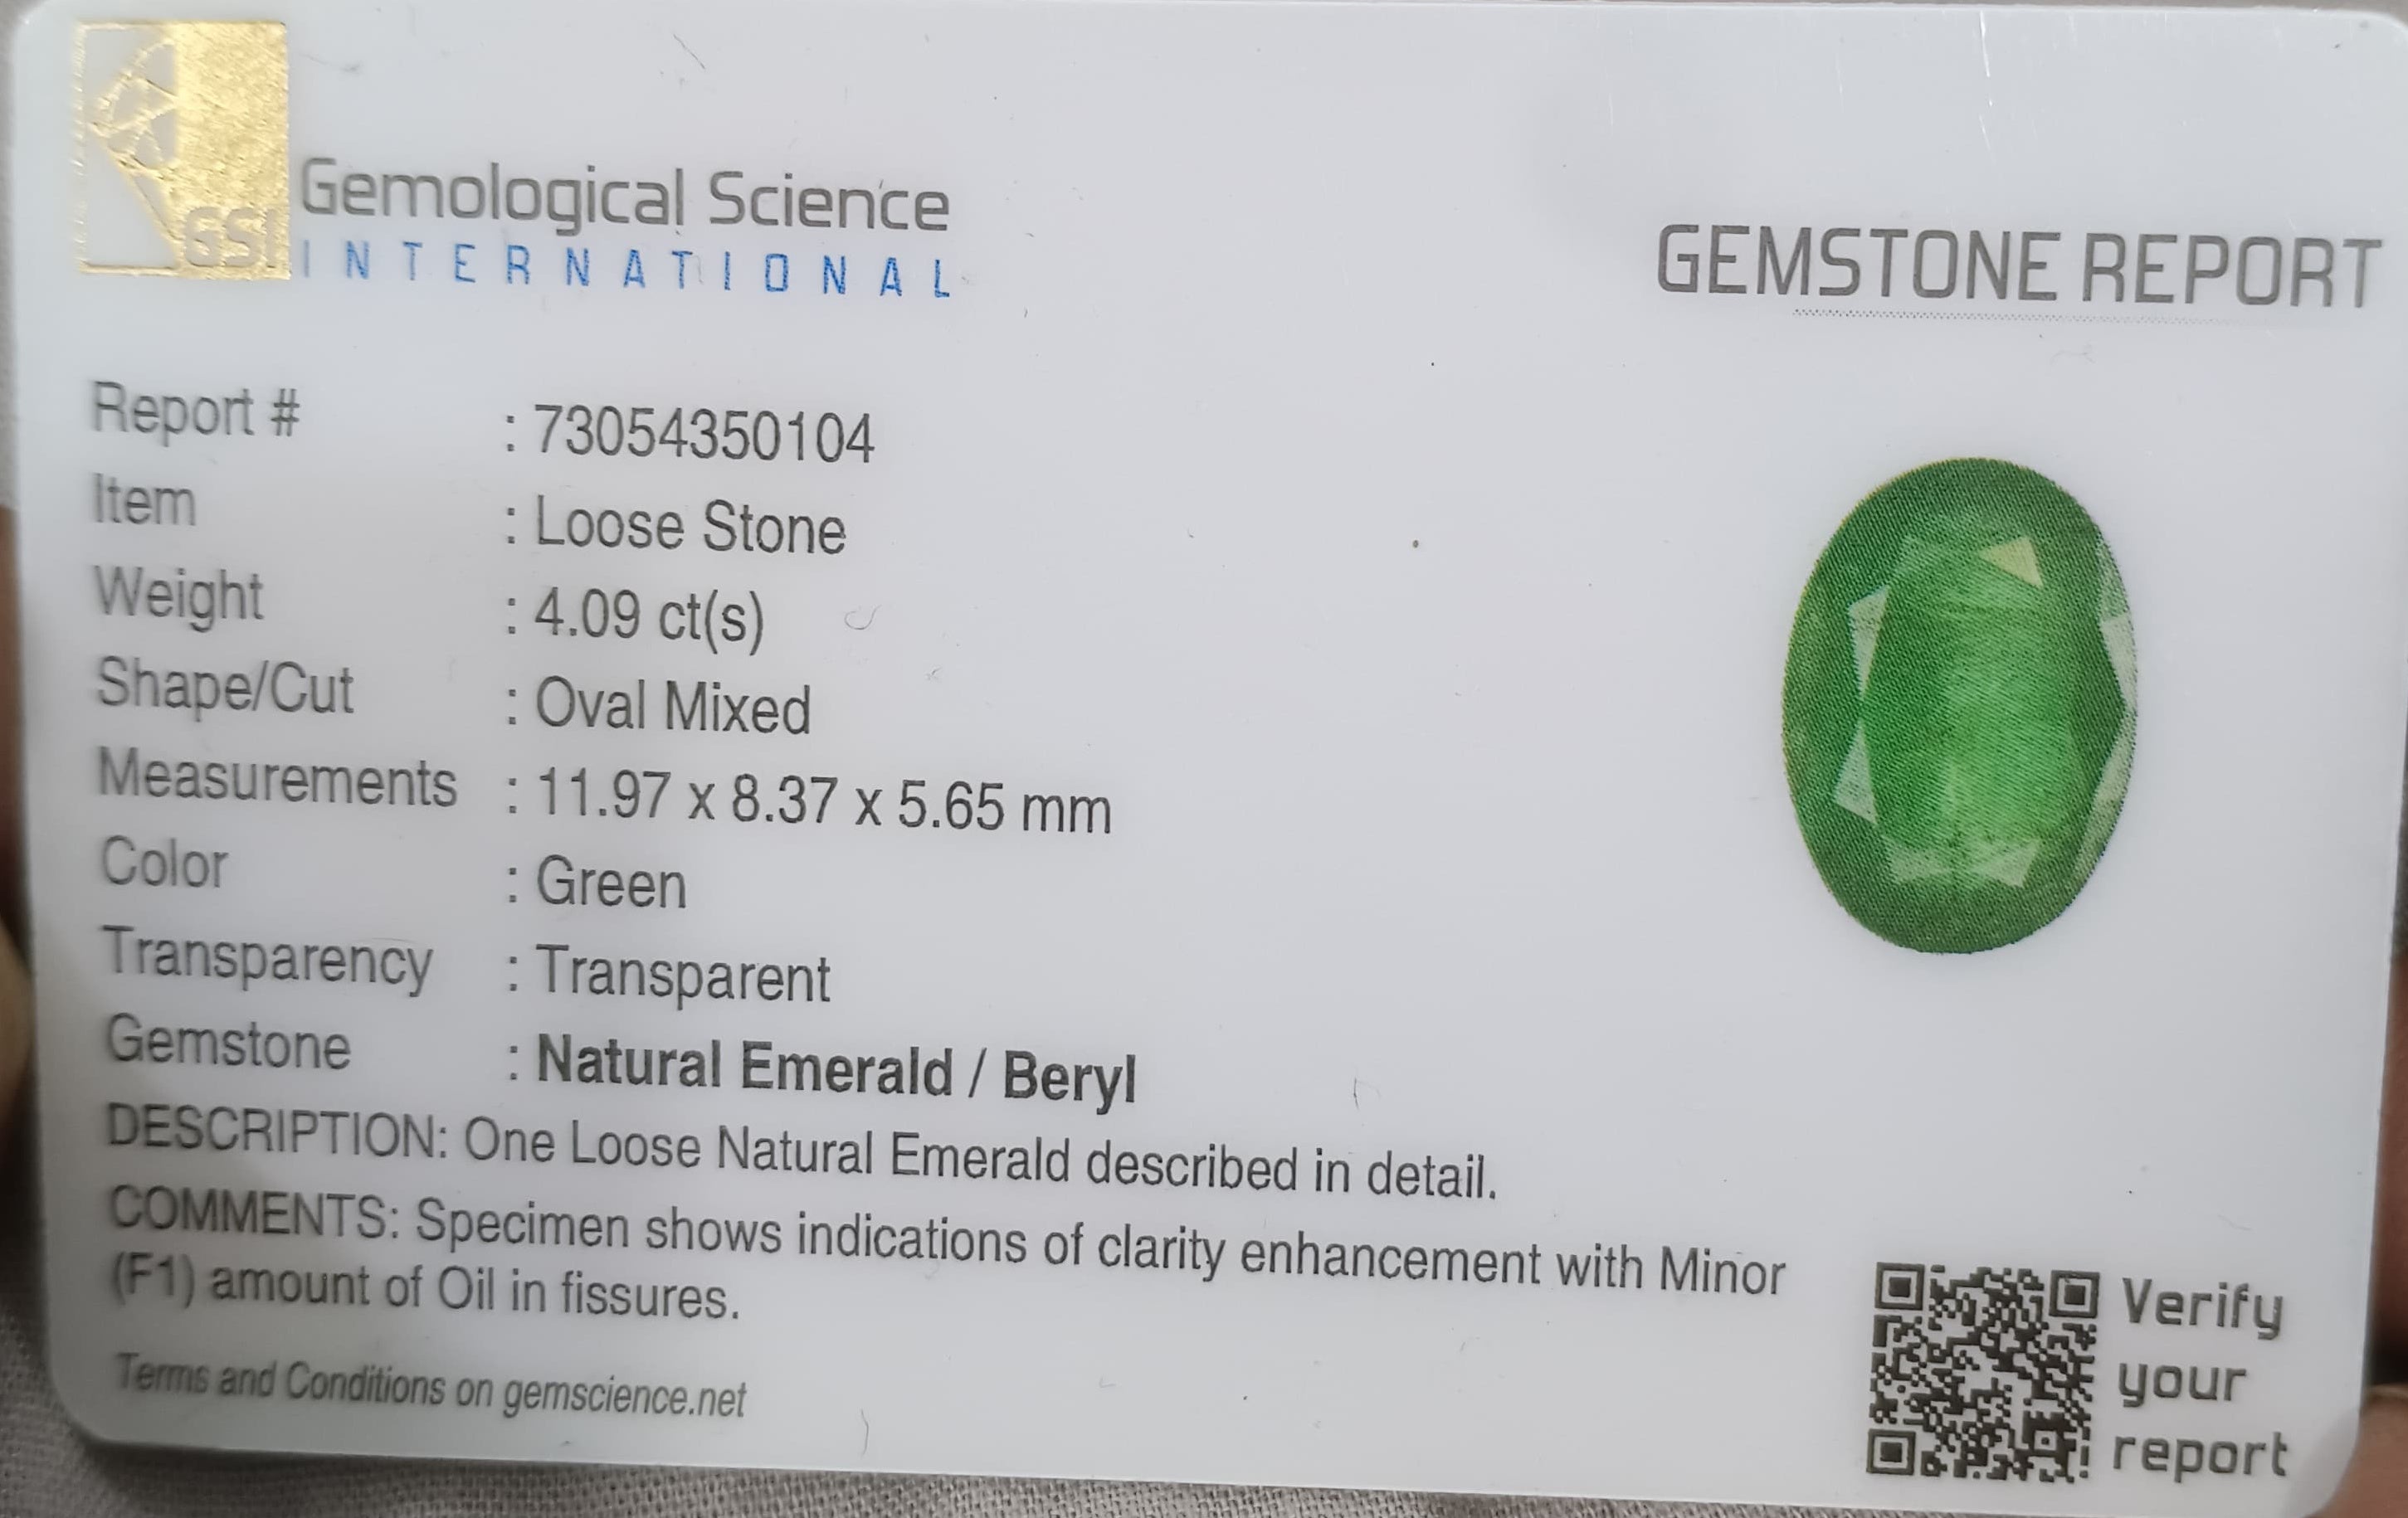 GSI
Gemological Science
INTERNATIONAL
GEMSTONE REPORT
Report # : 73054350104
Item : Loose Stone
Weight : 4.09 ct(s)
Shape/Cut : Oval Mixed
Measurements : 11.97 x 8.37 x 5.65 mm
Color : Green
Transparency : Transparent
Gemstone : Natural Emerald / Beryl
DESCRIPTION: One Loose Natural Emerald described in detail.
COMMENTS: Specimen shows indications of clarity enhancement with Minor
(F1) amount of Oil in fissures.
Terms and Conditions on gemscience.net
Verify
your
report